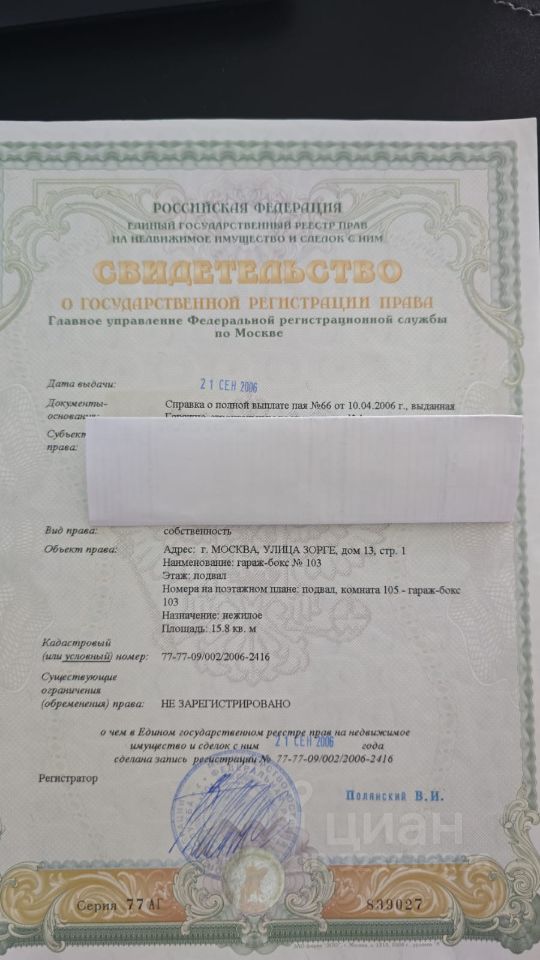 РОССИЙСКАЯ ФЕДЕРАЦИЯ
ЕДИНЫЙ ГОСУДАРСТВЕННЫЙ РЕЕСТР ПРАВ
НА НЕДВИЖИМОЕ ИМУЩЕСТВО И СДЕЛОК С НИМ
СВИДЕТЕЛЬСТВО
О ГОСУДАРСТВЕННОЙ РЕГИСТРАЦИИ ПРАВА
Главное управление Федеральной регистрационной службы
по Москве
Дата выдачи: 21 СЕН 2006
Документы- Справка о полной выплате пая №66 от 10.04.2006 г., выданная
основания:
Субъект
права:
Вид права: собственность
Объект права: Адрес: г. МОСКВА, УЛИЦА ЗОРГЕ, дом 13, стр. 1
Наименование: гараж-бокс № 103
Этаж: подвал
Номера на поэтажном плане: подвал, комната 105 - гараж-бокс
103
Назначение: нежилое
Площадь: 15.8 кв. м
Кадастровый
(или условный) номер: 77-77-09/002/2006-2416
Существующие
ограничения
(обременения) права: НЕ ЗАРЕГИСТРИРОВАНО
о чем в Едином государственном реестре прав на недвижимое
имущество и сделок с ним 21 СЕН 2006 года
сделана запись регистрации № 77-77-09/002/2006-2416
Регистратор
Полянский В.И.
циан
Серия 77 АГ 839027